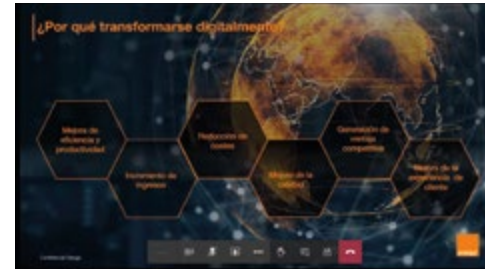 ¿Por qué transformarse digitalmente?
Mejora de
eficiencia y
productividad
Incremento de
ingresos
Reducción de
costes
Mejora de la
calidad
Generación de
ventaja
competitiva
Mejora de la
experiencia de
cliente